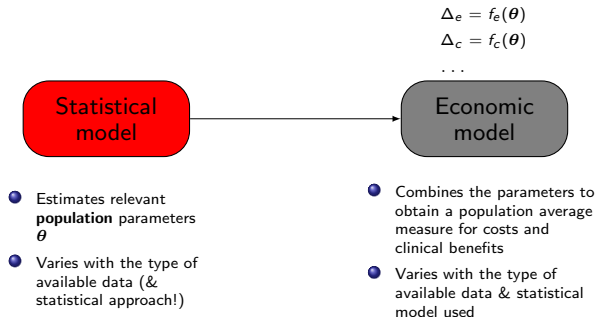 Δe = fe(θ)
Δc = fc(θ)
...
Statistical
model
Economic
model
Estimates relevant
population parameters
θ
Varies with the type of
available data (&
statistical approach!)
Combines the parameters to
obtain a population average
measure for costs and
clinical benefits
Varies with the type of
available data & statistical
model used